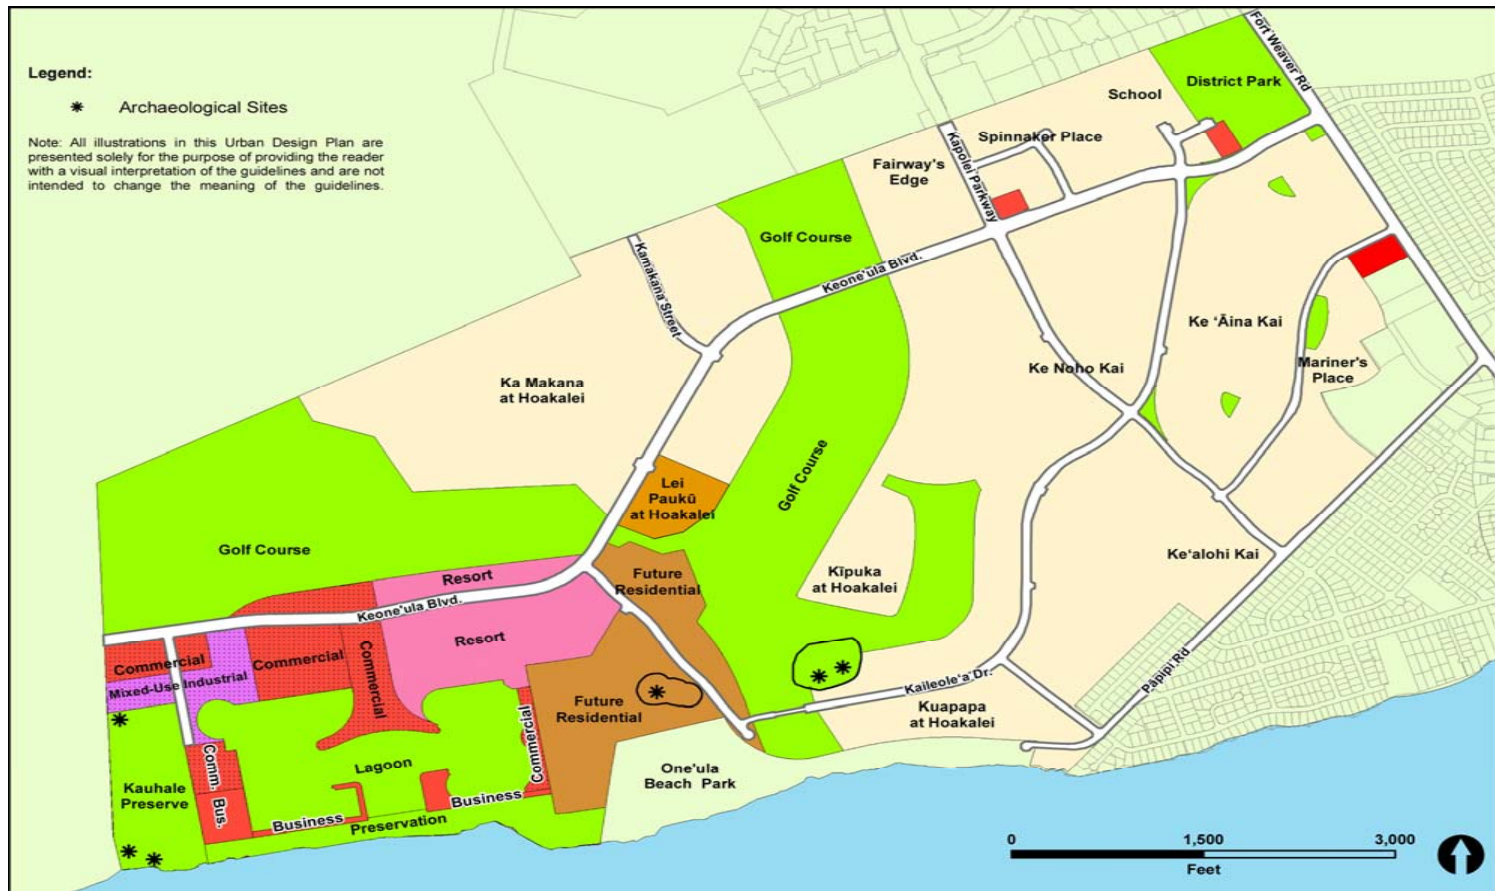 Legend:
Archaeological Sites
Note: All illustrations in this Urban Design Plan are
presented solely for the purpose of providing the reader
with a visual interpretation of the guidelines and are not
intended to change the meaning of the guidelines.
Fort Weaver Rd
District Park
School
Spinnaker Place
Kapolei Parkway
Fairway's
Edge
Golf Course
Keone'ula Blvd.
Kamakana Street
Ke 'Āina Kai
Ke Noho Kai
Mariner's
Place
Ka Makana
at Hoakalei
Golf Course
Lei
Paukū
at Hoakalei
Golf Course
Ke'alohi Kai
Kīpuka
at Hoakalei
Future
Residential
Resort
Keone'ula Blvd.
Resort
Commercial
Commercial
Commercial
Mixed-Use Industrial
Future
Residential
Kaileole'a Dr.
Pāpipi Rd
Kuapapa
at Hoakalei
Commercial
Comm.
Lagoon
One'ula
Beach Park
Kauhale
Preserve
Bus.
Business
Business
Preservation
0 1,500 3,000
Feet